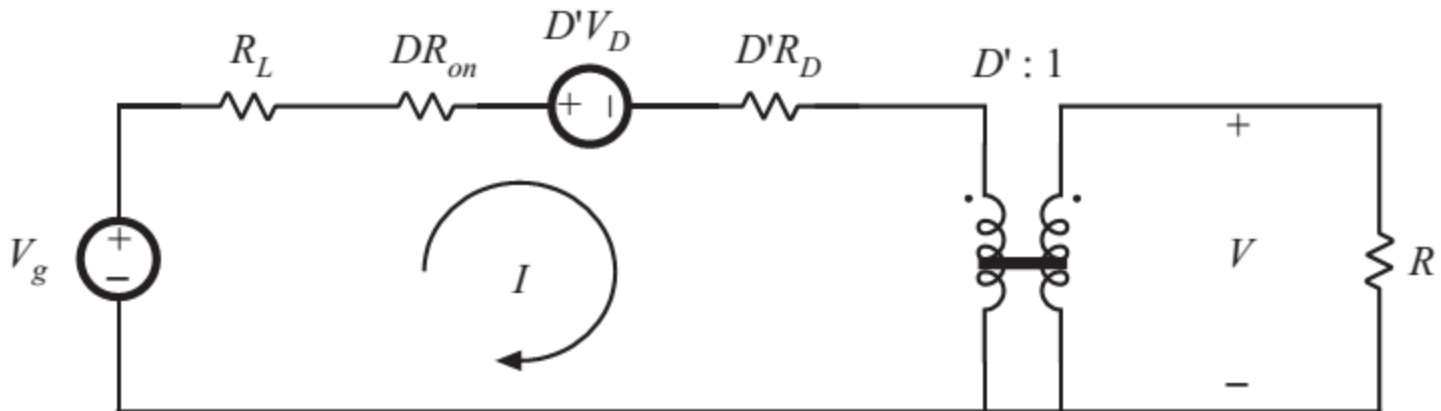 R_L
DR_on
D'V_D
D'R_D
D' : 1
+ −
+
+
−
V_g
I
V
R
−